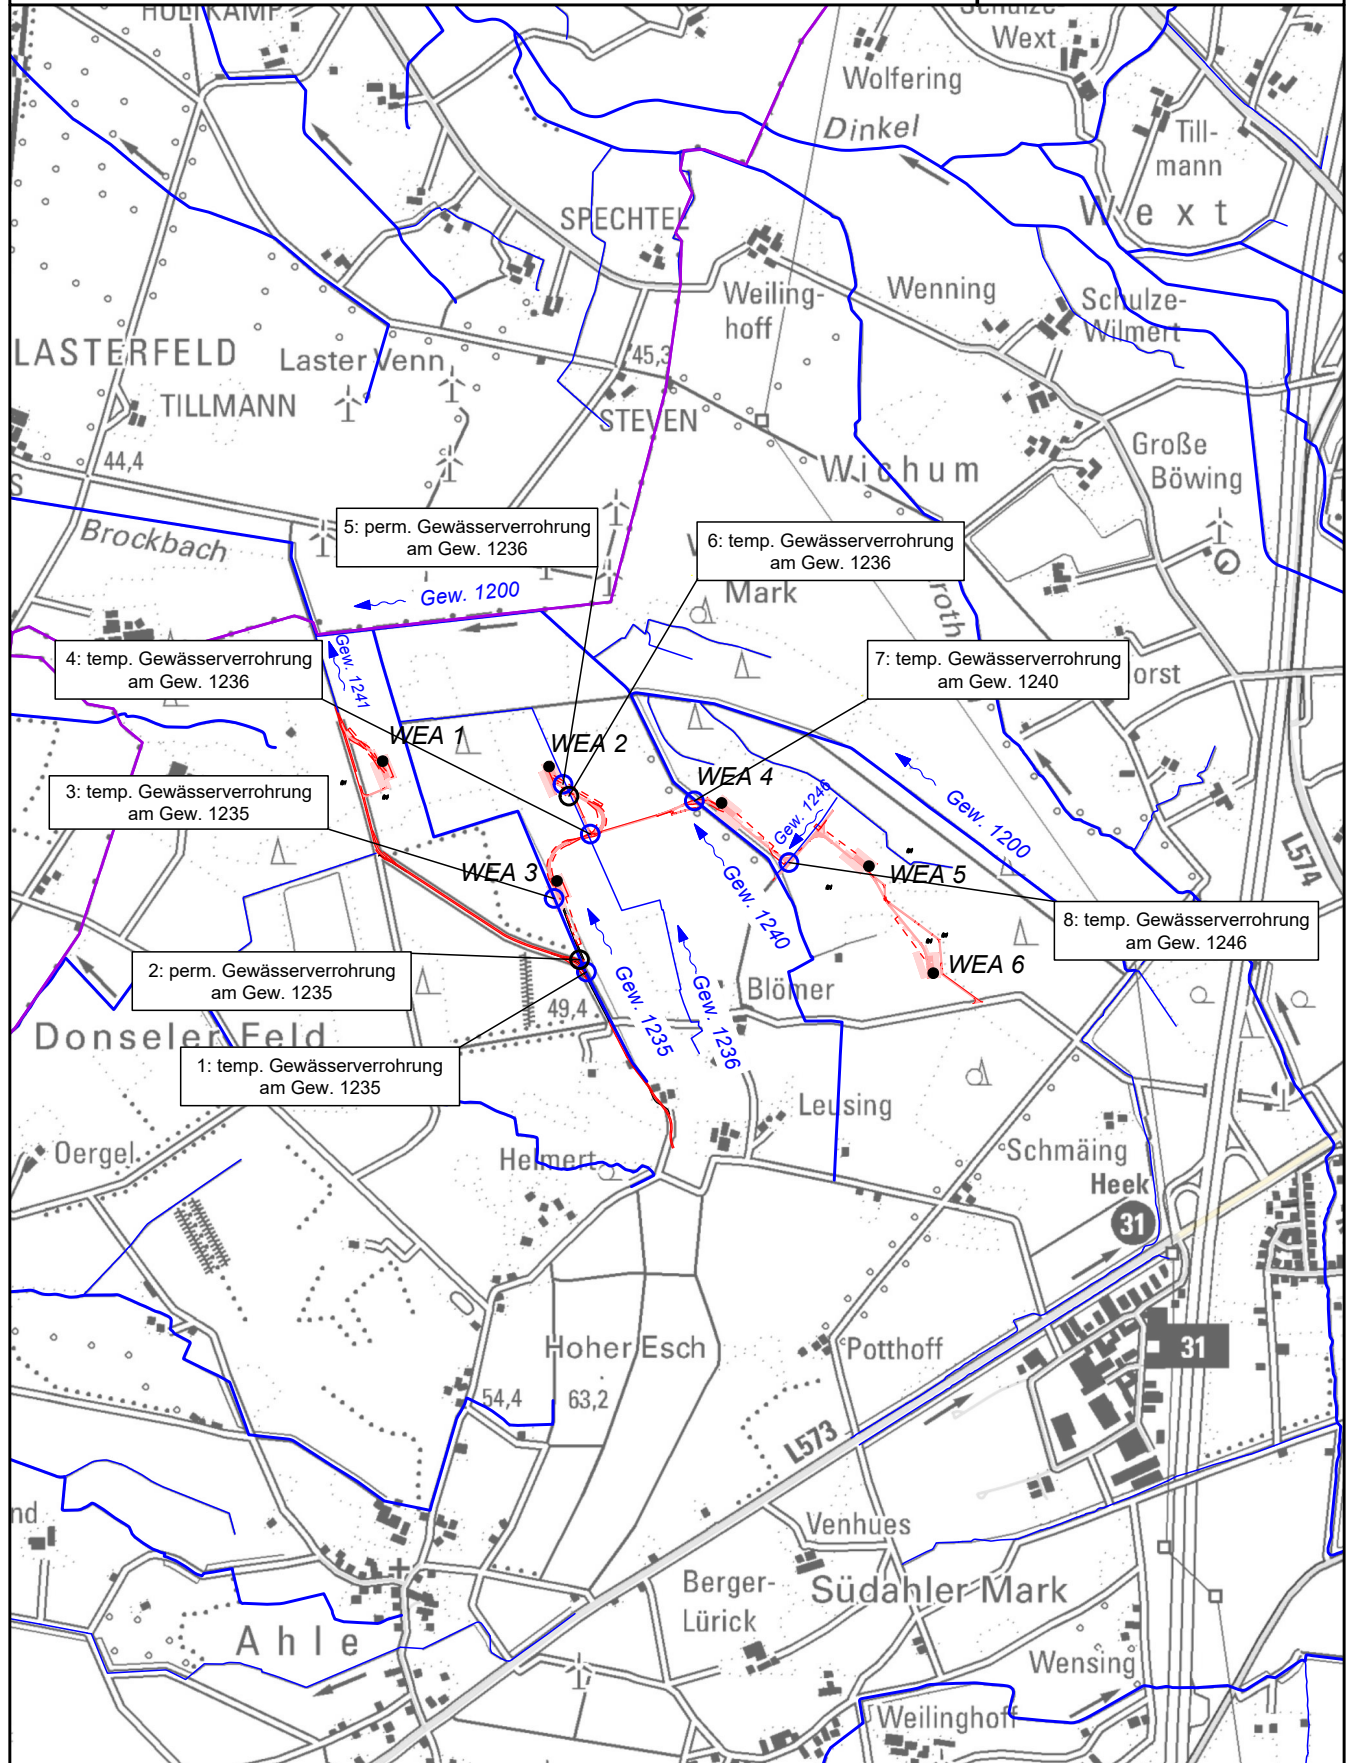 HOLTKAMP
Schulze
Wext
Wolfering
Dinkel
Till-
mann
Wext
SPECHTEL
Weiling-
hoff
Wenning
Schulze-
Wilmert
LASTERFELD
Laster Venn
45,3
TILLMANN
STEVEN
Große
Böwing
44,4
Wichum
S
Brockbach
5: perm. Gewässerverrohrung
am Gew. 1236
6: temp. Gewässerverrohrung
am Gew. 1236
Mark
Gew. 1200
roth
4: temp. Gewässerverrohrung
am Gew. 1236
Gew. 1241
7: temp. Gewässerverrohrung
am Gew. 1240
orst
WEA 1
WEA 2
WEA 4
3: temp. Gewässerverrohrung
am Gew. 1235
Gew. 1246
Gew. 1200
L574
WEA 3
WEA 5
Gew. 1240
8: temp. Gewässerverrohrung
am Gew. 1246
2: perm. Gewässerverrohrung
am Gew. 1235
WEA 6
Blömer
49,4
Gew. 1235
Gew. 1236
Donseler Feld
1: temp. Gewässerverrohrung
am Gew. 1235
Leusing
Oergel
Helmert
Schmäing
Heek
31
Hoher Esch
Potthoff
31
54,4
63,2
L573
nd
Venhues
Berger-
Lürick
Südahler Mark
Ahle
Wensing
Weilinghoff